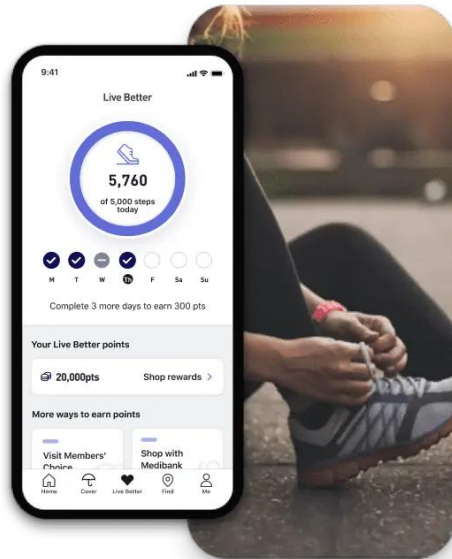 9:41
Live Better
5,760
of 5,000 steps
today
M T W Th F Sa Su
Complete 3 more days to earn 300 pts
Your Live Better points
20,000pts Shop rewards >
More ways to earn points
Visit Members'
Choice
Shop with
Medibank
Home Cover Live Better Find Me